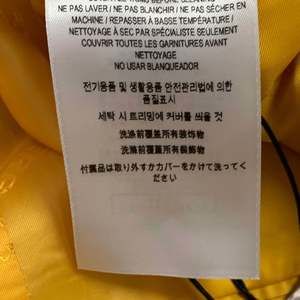 NE PAS LAVER / NE PAS BLANCHIR / NE PAS SÉCHER EN
MACHINE / REPASSER À BASSE TEMPÉRATURE /
NETTOYAGE À SEC PAR SPÉCIALISTE SEULEMENT
COUVRIR TOUTES LES GARNITURES AVANT
NETTOYAGE
NO USAR BLANQUEADOR
전기용품 및 생활용품 안전관리법에 의한
품질표시
세탁 시 트리밍에 커버를 씌울 것
洗涤前覆盖所有装饰物
洗滌前覆蓋所有裝飾物
付属品は取り外すかカバーをかけて洗ってく
ださい